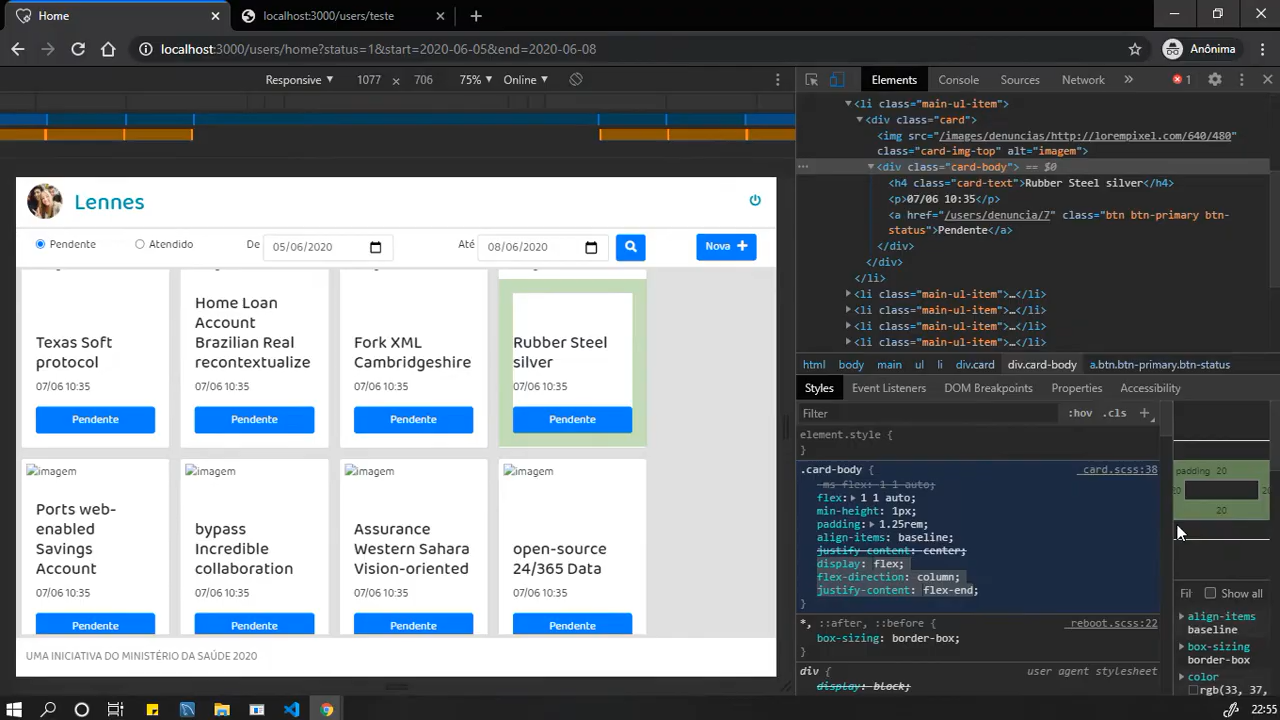 Home
localhost:3000/users/teste
localhost:3000/users/home?status=1&start=2020-06-05&end=2020-06-08
Anônima
Responsive ▼ 1077 × 706 75% ▼ Online ▼
Elements Console Sources Network » 1
<li class="main-ul-item">
<div class="card">
<img src="/images/denuncias/http://lorempixel.com/640/480"
class="card-img-top" alt="imagem">
<div class="card-body"> == $0
<h4 class="card-text">Rubber Steel silver</h4>
<p>07/06 10:35</p>
<a href="/users/denuncia/7" class="btn btn-primary btn-
status">Pendente</a>
</div>
</div>
</li>
<li class="main-ul-item">…</li>
<li class="main-ul-item">…</li>
<li class="main-ul-item">…</li>
<li class="main-ul-item">…</li>
html body main ul li div.card div.card-body a.btn.btn-primary.btn-status
Styles Event Listeners DOM Breakpoints Properties Accessibility
Filter :hov .cls +
element.style {
}
.card-body { _card.scss:38
-ms-flex: 1 1 auto;
flex: 1 1 auto;
min-height: 1px;
padding: 1.25rem;
align-items: baseline;
justify-content: center;
display: flex;
flex-direction: column;
justify-content: flex-end;
}
*, ::after, ::before { _reboot.scss:22
box-sizing: border-box;
}
div { user agent stylesheet
display: block;
padding 20
20
Show all
align-items
baseline
box-sizing
border-box
color
rgb(33, 37,
Lennes
Pendente Atendido De 05/06/2020 Até 08/06/2020 Nova +
Texas Soft
protocol
07/06 10:35
Pendente
Home Loan
Account
Brazilian Real
recontextualize
07/06 10:35
Pendente
Fork XML
Cambridgeshire
07/06 10:35
Pendente
Rubber Steel
silver
07/06 10:35
Pendente
imagem
Ports web-
enabled
Savings
Account
07/06 10:35
Pendente
imagem
bypass
Incredible
collaboration
07/06 10:35
Pendente
imagem
Assurance
Western Sahara
Vision-oriented
07/06 10:35
Pendente
imagem
open-source
24/365 Data
07/06 10:35
Pendente
UMA INICIATIVA DO MINISTÉRIO DA SAÚDE 2020
22:55